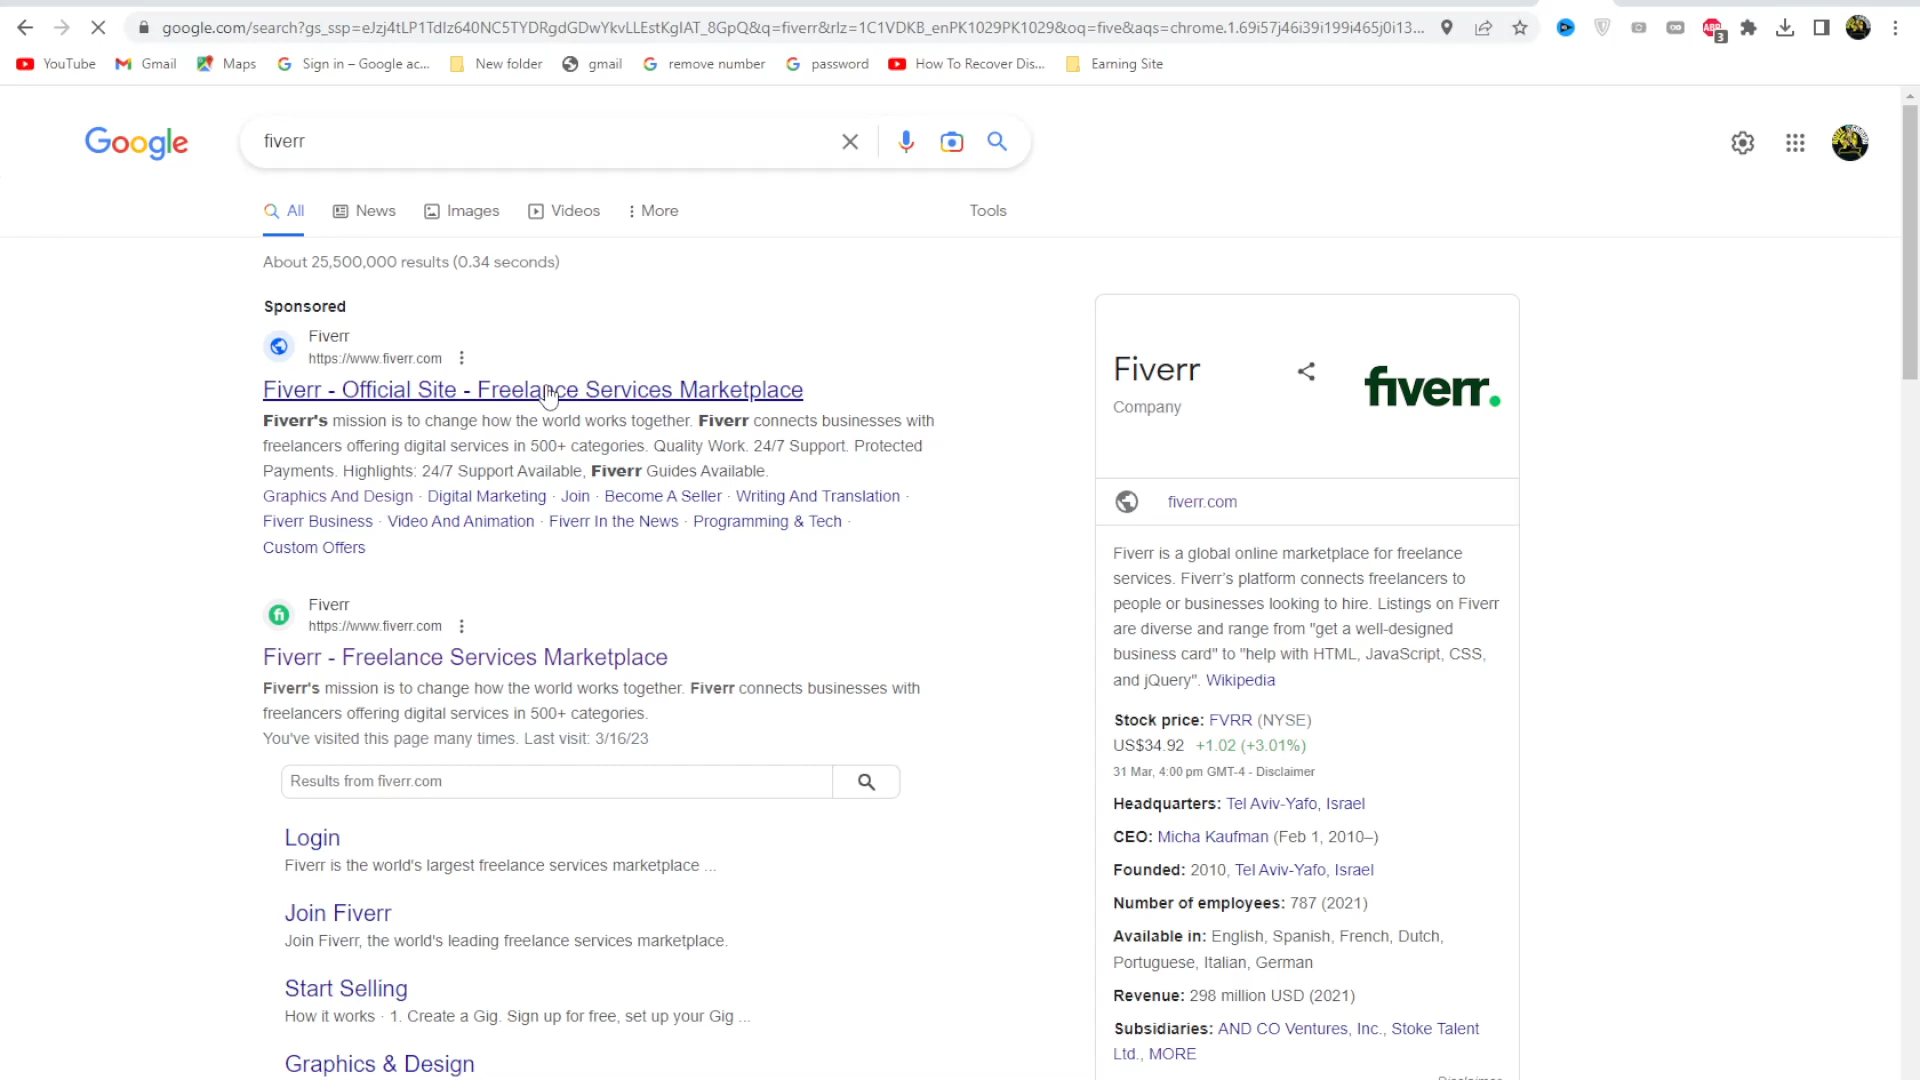 google.com/search?gs_ssp=eJzj4tLP1TdIz640NC5TYDRgdGDwYkvLLEstKgIAT_8GpQ&q=fiverr&rlz=1C1VDKB_enPK1029PK1029&oq=five&aqs=chrome.1.69i57j46i39i199i465j0i13...
YouTube Gmail Maps Sign in – Google ac... New folder gmail remove number password How To Recover Dis... Earning Site
Google
fiverr
All News Images Videos More Tools
About 25,500,000 results (0.34 seconds)
Sponsored
Fiverr
https://www.fiverr.com
Fiverr - Official Site - Freelance Services Marketplace
Fiverr's mission is to change how the world works together. Fiverr connects businesses with
freelancers offering digital services in 500+ categories. Quality Work. 24/7 Support. Protected
Payments. Highlights: 24/7 Support Available, Fiverr Guides Available.
Graphics And Design · Digital Marketing · Join · Become A Seller · Writing And Translation ·
Fiverr Business · Video And Animation · Fiverr In the News · Programming & Tech ·
Custom Offers
Fiverr
https://www.fiverr.com
Fiverr - Freelance Services Marketplace
Fiverr's mission is to change how the world works together. Fiverr connects businesses with
freelancers offering digital services in 500+ categories.
You've visited this page many times. Last visit: 3/16/23
Results from fiverr.com
Login
Fiverr is the world's largest freelance services marketplace ...
Join Fiverr
Join Fiverr, the world's leading freelance services marketplace.
Start Selling
How it works · 1. Create a Gig. Sign up for free, set up your Gig ...
Graphics & Design
Fiverr
Company
fiverr.
fiverr.com
Fiverr is a global online marketplace for freelance
services. Fiverr's platform connects freelancers to
people or businesses looking to hire. Listings on Fiverr
are diverse and range from "get a well-designed
business card" to "help with HTML, JavaScript, CSS,
and jQuery". Wikipedia
Stock price: FVRR (NYSE)
US$34.92 +1.02 (+3.01%)
31 Mar, 4:00 pm GMT-4 - Disclaimer
Headquarters: Tel Aviv-Yafo, Israel
CEO: Micha Kaufman (Feb 1, 2010–)
Founded: 2010, Tel Aviv-Yafo, Israel
Number of employees: 787 (2021)
Available in: English, Spanish, French, Dutch,
Portuguese, Italian, German
Revenue: 298 million USD (2021)
Subsidiaries: AND CO Ventures, Inc., Stoke Talent
Ltd., MORE